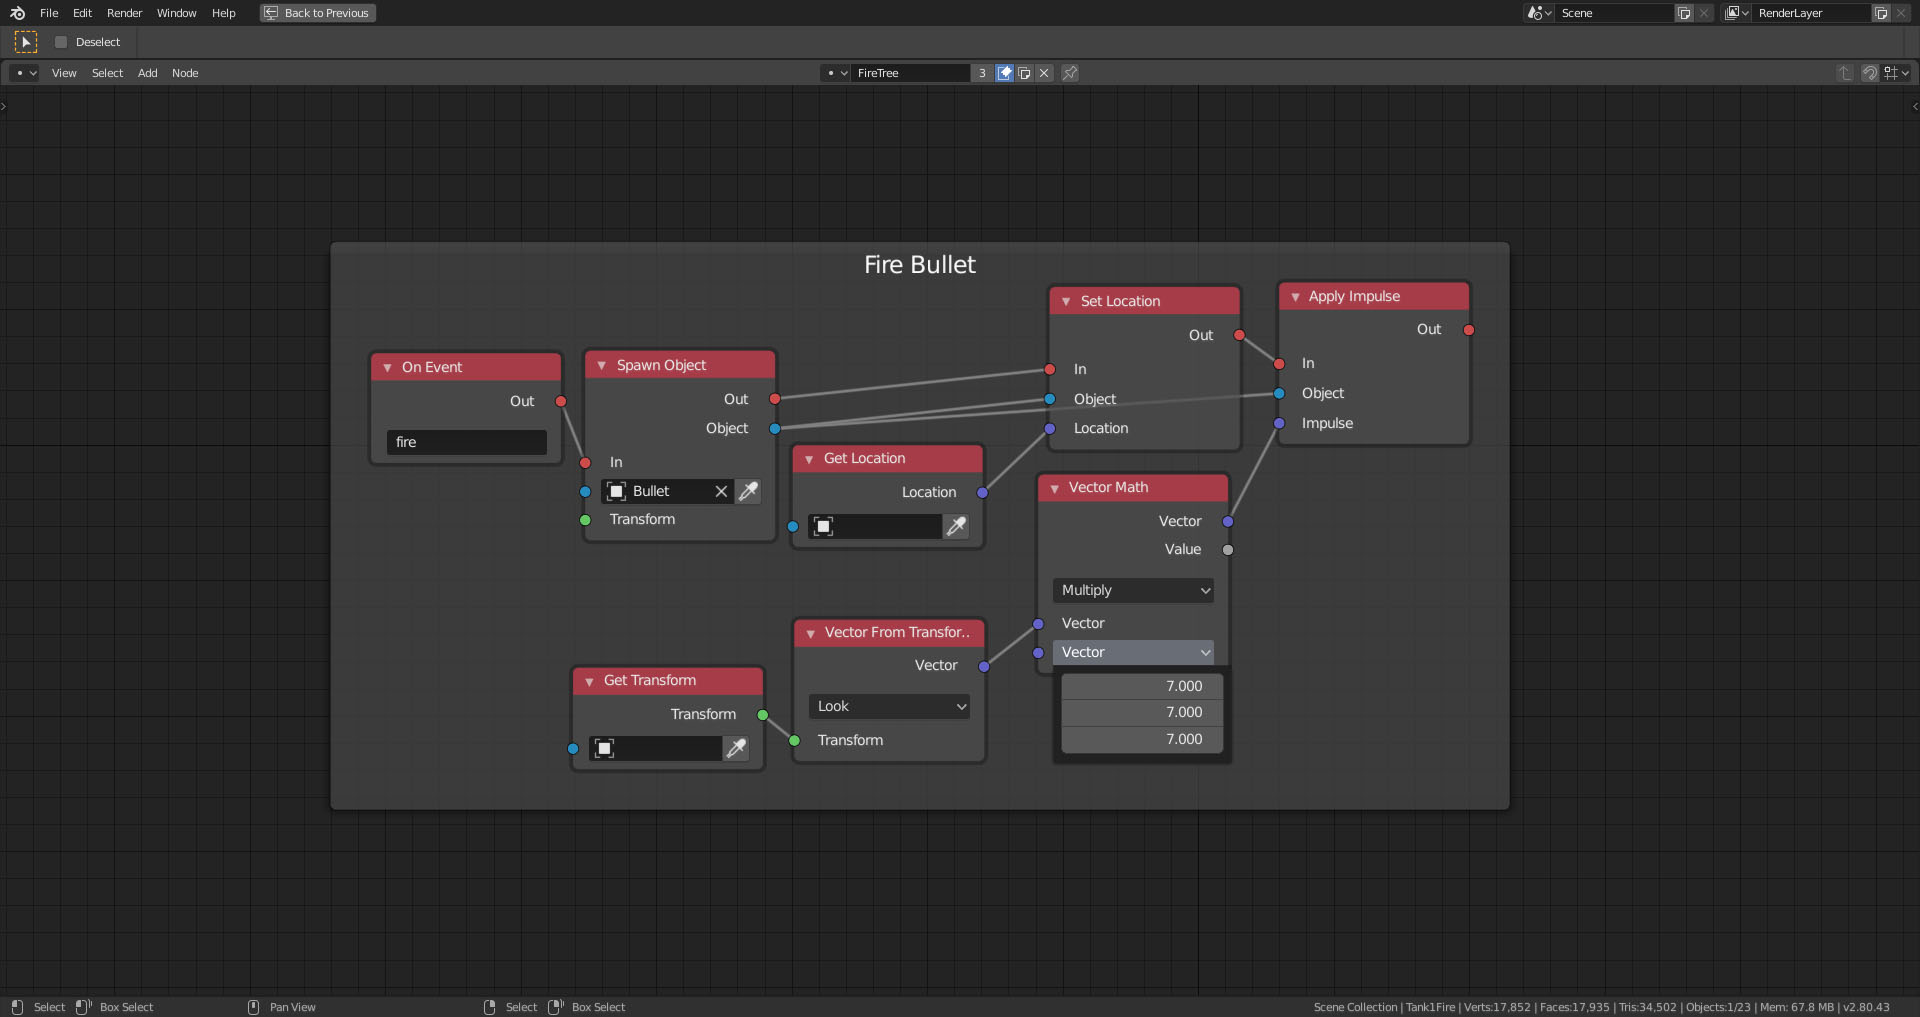 File Edit Render Window Help Back to Previous Scene RenderLayer
Deselect
View Select Add Node FireTree 3
Fire Bullet
On Event
Out
fire
Spawn Object
Out
Object
In
Bullet
Transform
Get Location
Location
Set Location
Out
In
Object
Location
Apply Impulse
Out
In
Object
Impulse
Vector Math
Vector
Value
Multiply
Vector
Vector
7.000
7.000
7.000
Vector From Transfor..
Vector
Look
Transform
Get Transform
Transform
Select Box Select Pan View Select Box Select Scene Collection | Tank1Fire | Verts:17,852 | Faces:17,935 | Tris:34,502 | Objects:1/23 | Mem: 67.8 MB | v2.80.43